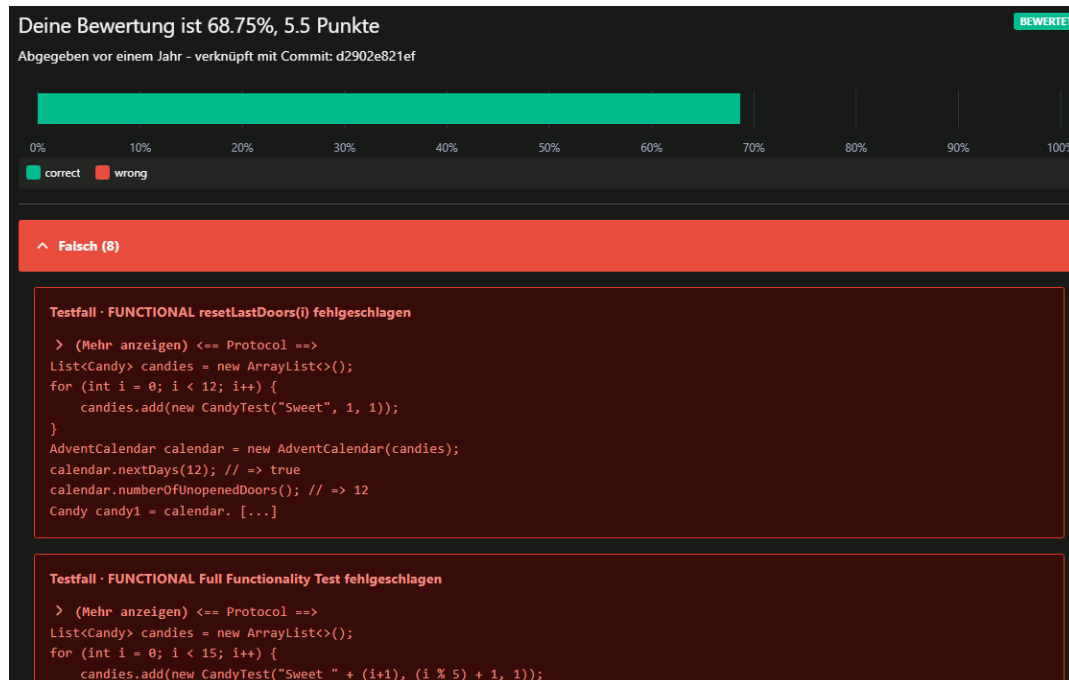 Deine Bewertung ist 68.75%, 5.5 Punkte
BEWERTET
Abgegeben vor einem Jahr - verknüpft mit Commit: d2902e821ef
0% 10% 20% 30% 40% 50% 60% 70% 80% 90% 100%
correct wrong
Falsch (8)
Testfall · FUNCTIONAL resetLastDoors(i) fehlgeschlagen
(Mehr anzeigen) <== Protocol ==>
List<Candy> candies = new ArrayList<>();
for (int i = 0; i < 12; i++) {
candies.add(new CandyTest("Sweet", 1, 1));
}
AdventCalendar calendar = new AdventCalendar(candies);
calendar.nextDays(12); // => true
calendar.numberOfUnopenedDoors(); // => 12
Candy candy1 = calendar. [...]
Testfall · FUNCTIONAL Full Functionality Test fehlgeschlagen
(Mehr anzeigen) <== Protocol ==>
List<Candy> candies = new ArrayList<>();
for (int i = 0; i < 15; i++) {
candies.add(new CandyTest("Sweet " + (i+1), (i % 5) + 1, 1));